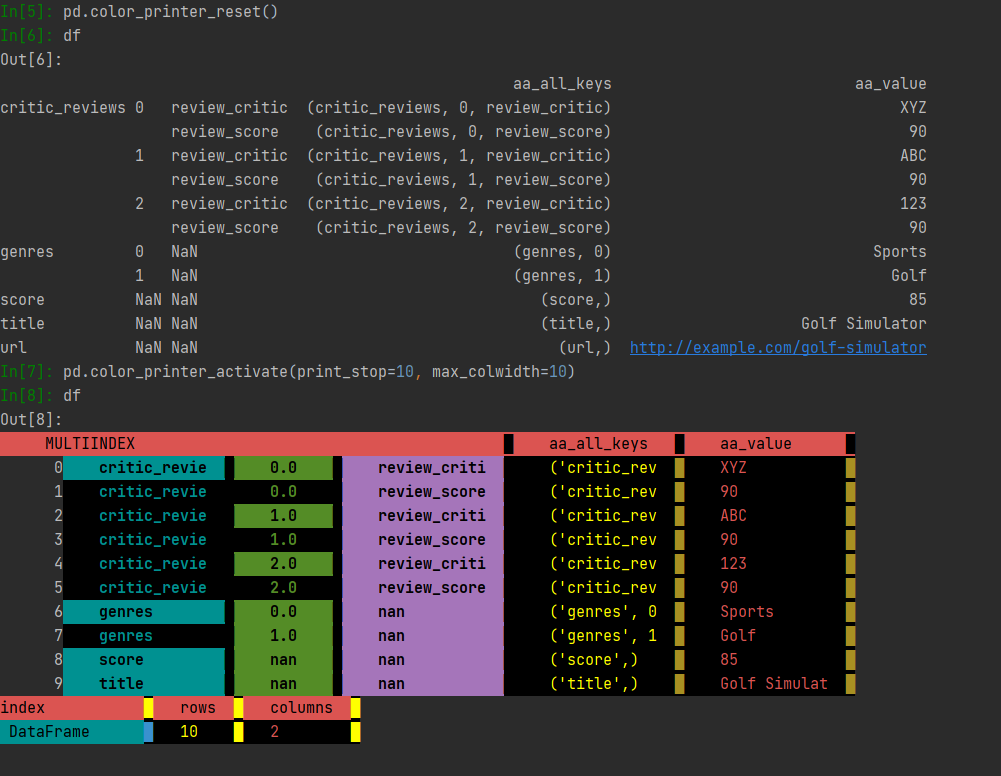 In[5]: pd.color_printer_reset()
In[6]: df
Out[6]:
aa_all_keys aa_value
critic_reviews 0 review_critic (critic_reviews, 0, review_critic) XYZ
review_score (critic_reviews, 0, review_score) 90
1 review_critic (critic_reviews, 1, review_critic) ABC
review_score (critic_reviews, 1, review_score) 90
2 review_critic (critic_reviews, 2, review_critic) 123
review_score (critic_reviews, 2, review_score) 90
genres 0 NaN (genres, 0) Sports
1 NaN (genres, 1) Golf
score NaN NaN (score,) 85
title NaN NaN (title,) Golf Simulator
url NaN NaN (url,) http://example.com/golf-simulator
In[7]: pd.color_printer_activate(print_stop=10, max_colwidth=10)
In[8]: df
Out[8]:
MULTIINDEX aa_all_keys aa_value
0 critic_revie 0.0 review_criti ('critic_rev XYZ
1 critic_revie 0.0 review_score ('critic_rev 90
2 critic_revie 1.0 review_criti ('critic_rev ABC
3 critic_revie 1.0 review_score ('critic_rev 90
4 critic_revie 2.0 review_criti ('critic_rev 123
5 critic_revie 2.0 review_score ('critic_rev 90
6 genres 0.0 nan ('genres', 0 Sports
7 genres 1.0 nan ('genres', 1 Golf
8 score nan nan ('score',) 85
9 title nan nan ('title',) Golf Simulat
index rows columns
DataFrame 10 2